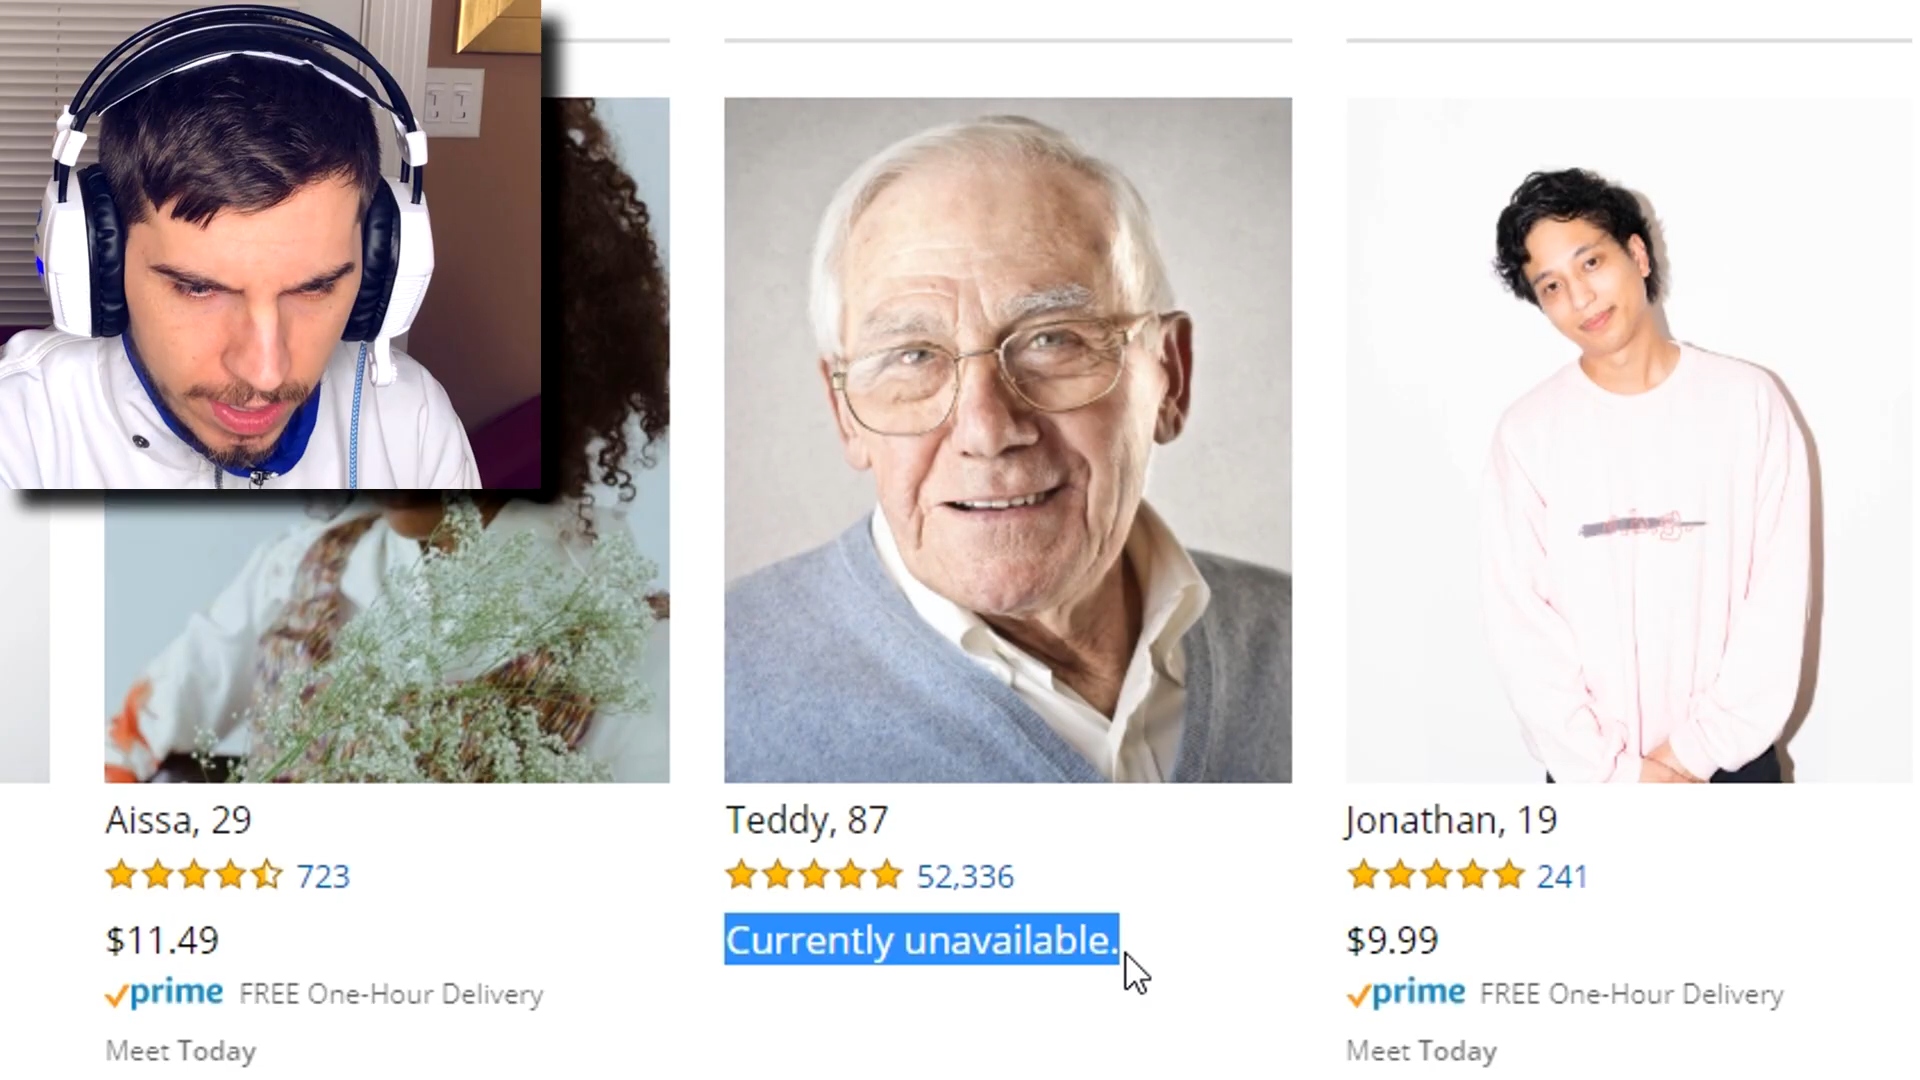 Aissa, 29
723
$11.49
prime FREE One-Hour Delivery
Meet Today
Teddy, 87
52,336
Currently unavailable.
Jonathan, 19
241
$9.99
prime FREE One-Hour Delivery
Meet Today